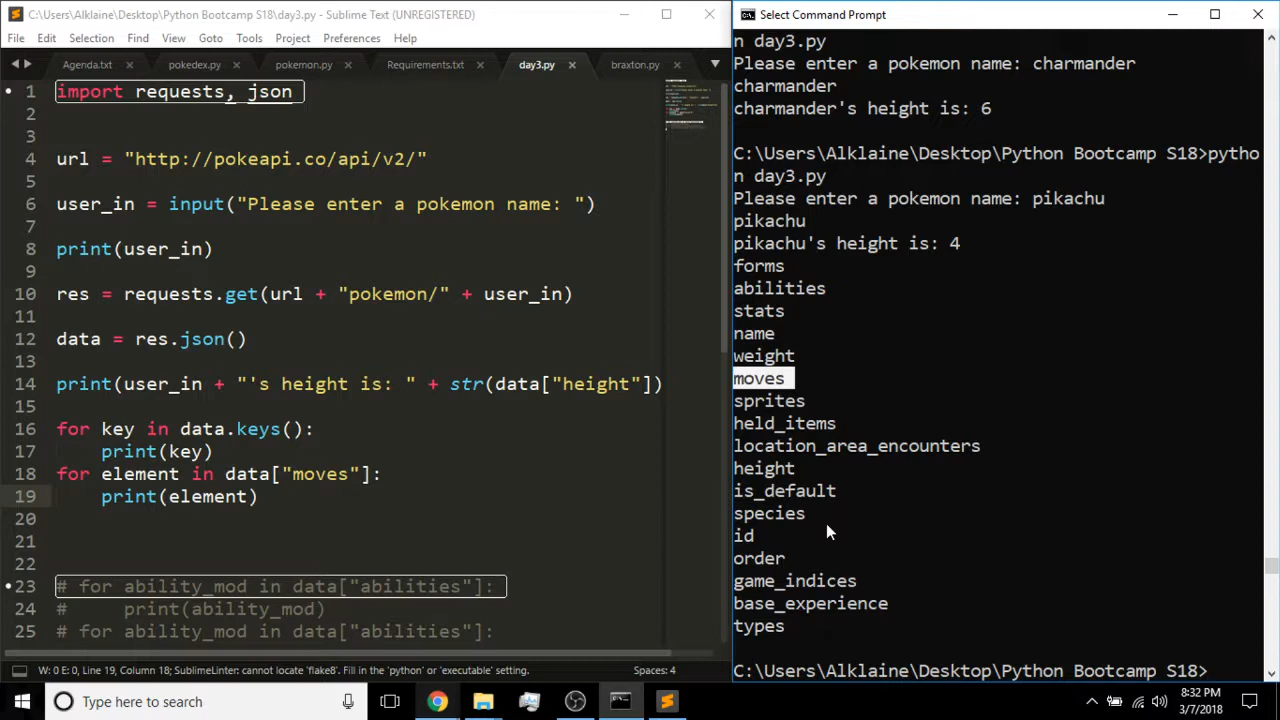 C:\Users\Alklaine\Desktop\Python Bootcamp S18\day3.py - Sublime Text (UNREGISTERED)
File Edit Selection Find View Goto Tools Project Preferences Help
Agenda.txt pokedex.py pokemon.py Requirements.txt day3.py braxton.py
1 import requests, json
2
3
4 url = "http://pokeapi.co/api/v2/"
5
6 user_in = input("Please enter a pokemon name: ")
7
8 print(user_in)
9
10 res = requests.get(url + "pokemon/" + user_in)
11
12 data = res.json()
13
14 print(user_in + "'s height is: " + str(data["height"])
15
16 for key in data.keys():
17 print(key)
18 for element in data["moves"]:
19 print(element)
20
21
22
23 # for ability_mod in data["abilities"]:
24 # print(ability_mod)
25 # for ability_mod in data["abilities"]:
W: 0 E: 0, Line 19, Column 18; SublimeLinter: cannot locate 'flake8'. Fill in the 'python' or 'executable' setting.
Spaces: 4
Select Command Prompt
n day3.py
Please enter a pokemon name: charmander
charmander
charmander's height is: 6
C:\Users\Alklaine\Desktop\Python Bootcamp S18>pytho
n day3.py
Please enter a pokemon name: pikachu
pikachu
pikachu's height is: 4
forms
abilities
stats
name
weight
moves
sprites
held_items
location_area_encounters
height
is_default
species
id
order
game_indices
base_experience
types
C:\Users\Alklaine\Desktop\Python Bootcamp S18>
Type here to search
8:32 PM
3/7/2018